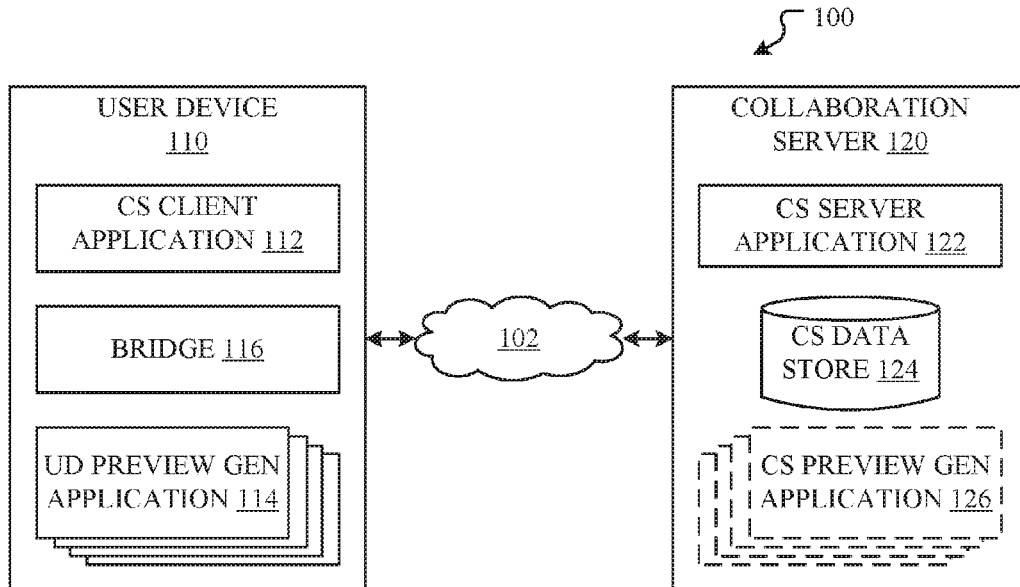 100
USER DEVICE
110
CS CLIENT
APPLICATION 112
BRIDGE 116
UD PREVIEW GEN
APPLICATION 114
102
COLLABORATION
SERVER 120
CS SERVER
APPLICATION 122
CS DATA
STORE 124
CS PREVIEW GEN
APPLICATION 126